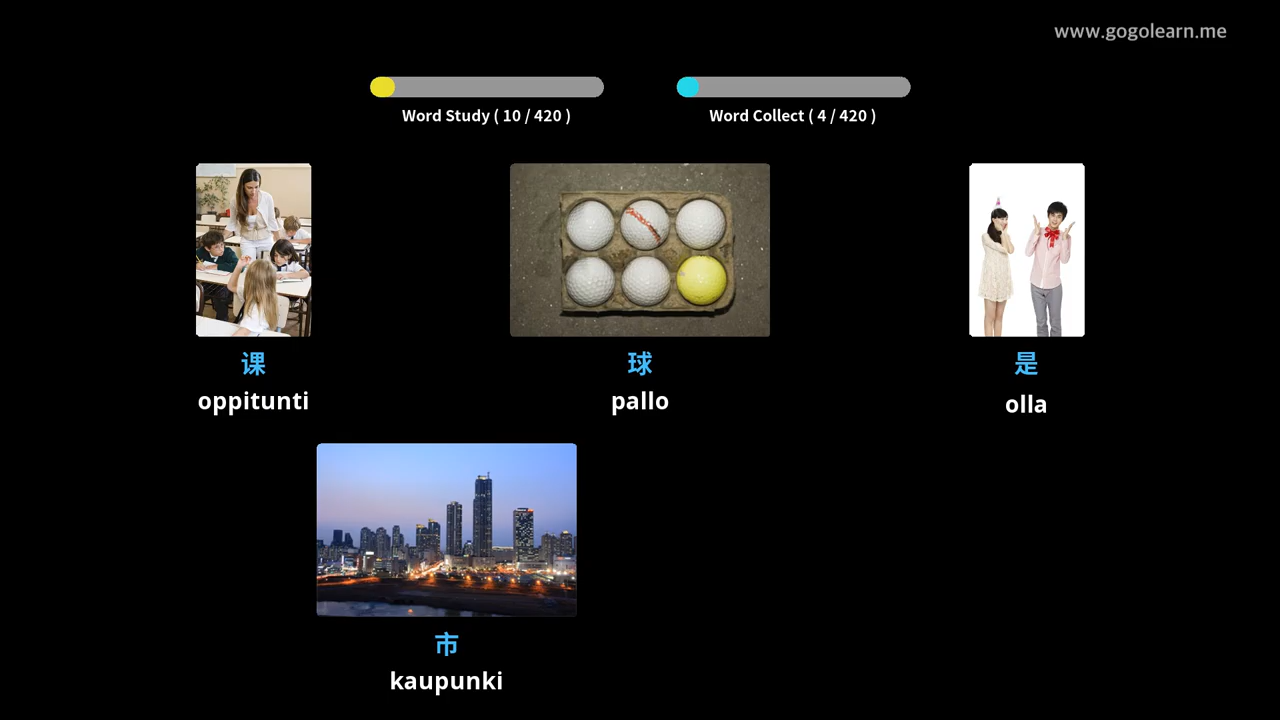 www.gogolearn.me
Word Study ( 10 / 420 )
Word Collect ( 4 / 420 )
课
oppitunti
球
pallo
是
olla
市
kaupunki